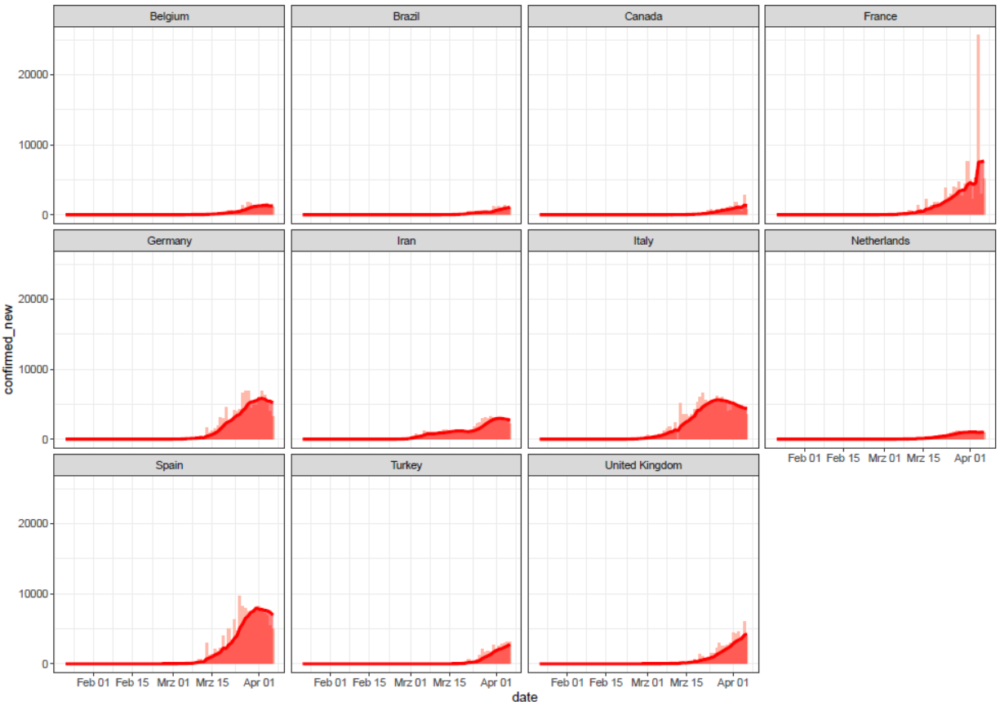 Belgium Brazil Canada France
20000
10000
0
Germany Iran Italy Netherlands
20000
10000
0
confirmed_new
Feb 01 Feb 15 Mrz 01 Mrz 15 Apr 01
Spain Turkey United Kingdom
20000
10000
0
Feb 01 Feb 15 Mrz 01 Mrz 15 Apr 01 Feb 01 Feb 15 Mrz 01 Mrz 15 Apr 01 Feb 01 Feb 15 Mrz 01 Mrz 15 Apr 01
date